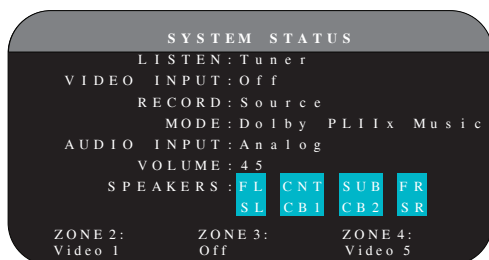 SYSTEM STATUS
LISTEN:Tuner
VIDEO INPUT:Off
RECORD:Source
MODE:Dolby PLIIx Music
AUDIO INPUT:Analog
VOLUME:45
SPEAKERS:FL CNT SUB FR
SL CB1 CB2 SR
ZONE 2: ZONE 3: ZONE 4:
Video 1 Off Video 5